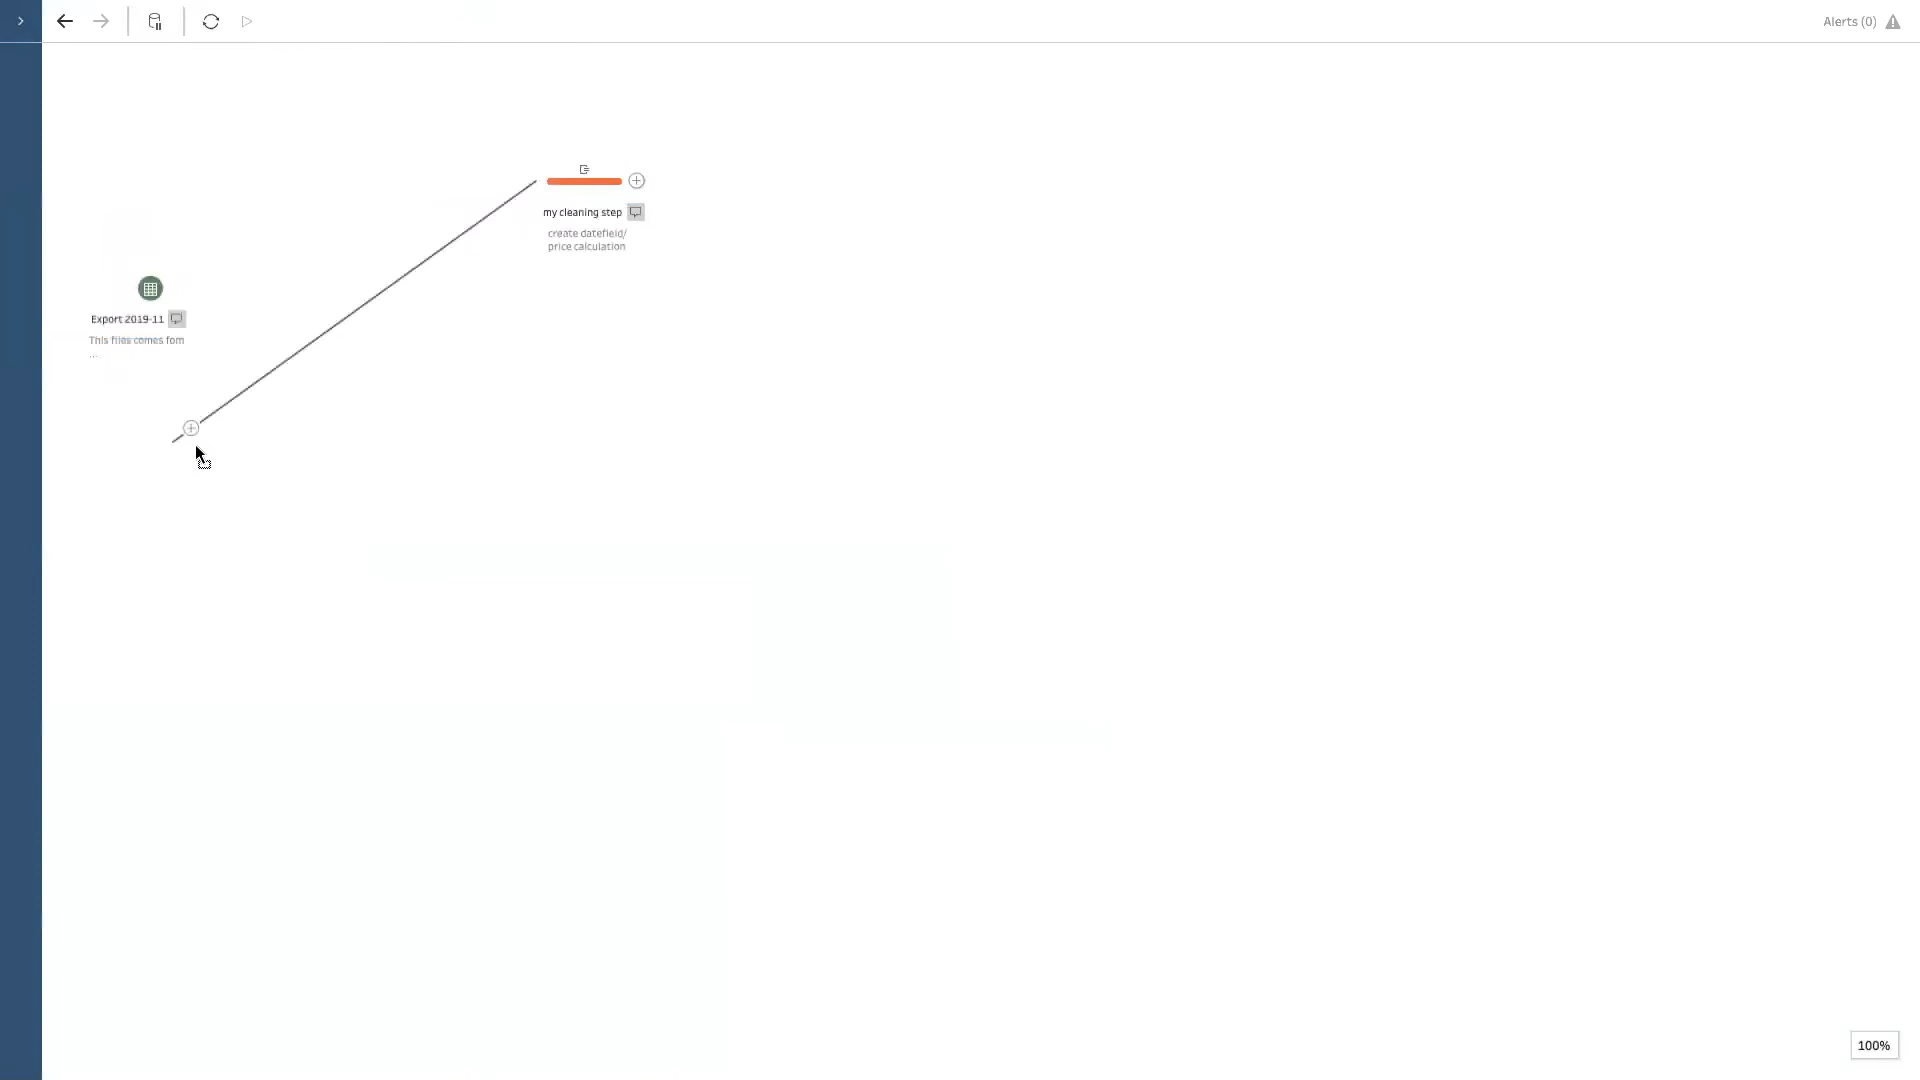 Alerts (0)
my cleaning step
create datefield/
price calculation
Export 2019-11
This files comes fom
...
100%